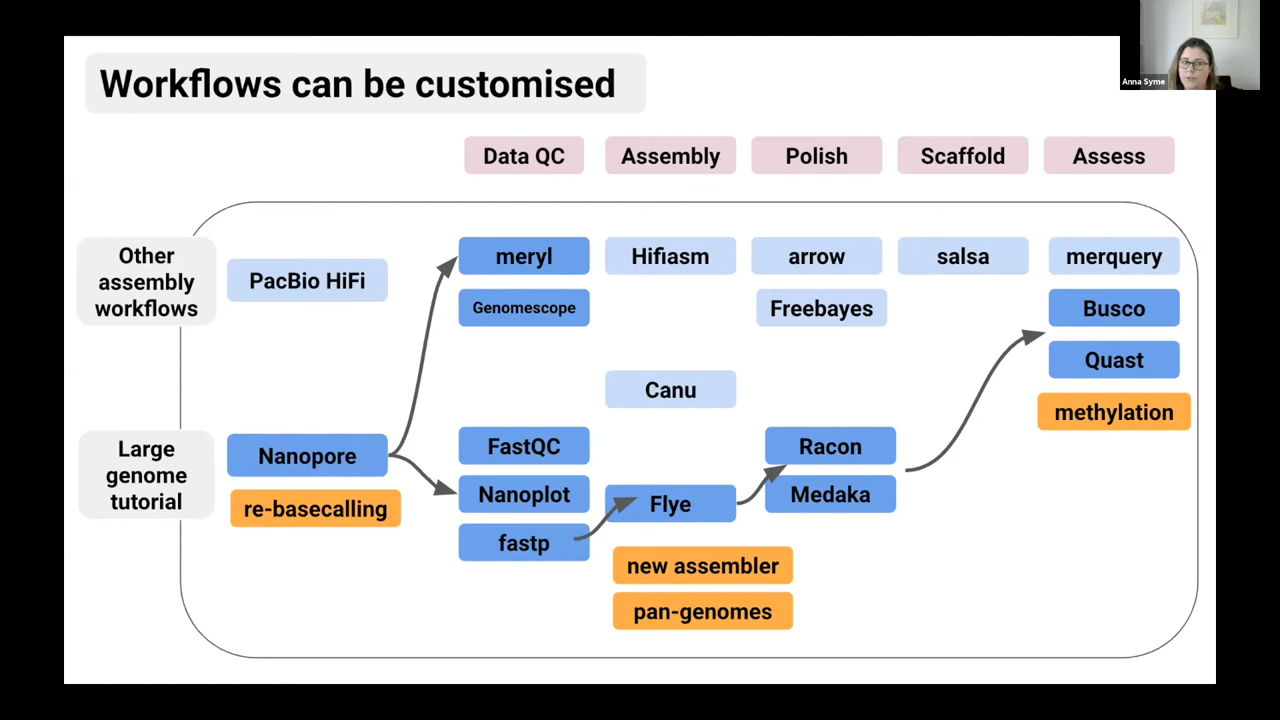 Workflows can be customised
Anna Syme
Data QC
Assembly
Polish
Scaffold
Assess
Other
assembly
workflows
PacBio HiFi
meryl
Hifiasm
arrow
salsa
merquery
Genomescope
Freebayes
Busco
Quast
Canu
methylation
Large
genome
tutorial
Nanopore
re-basecalling
FastQC
Nanoplot
fastp
Flye
Racon
Medaka
new assembler
pan-genomes